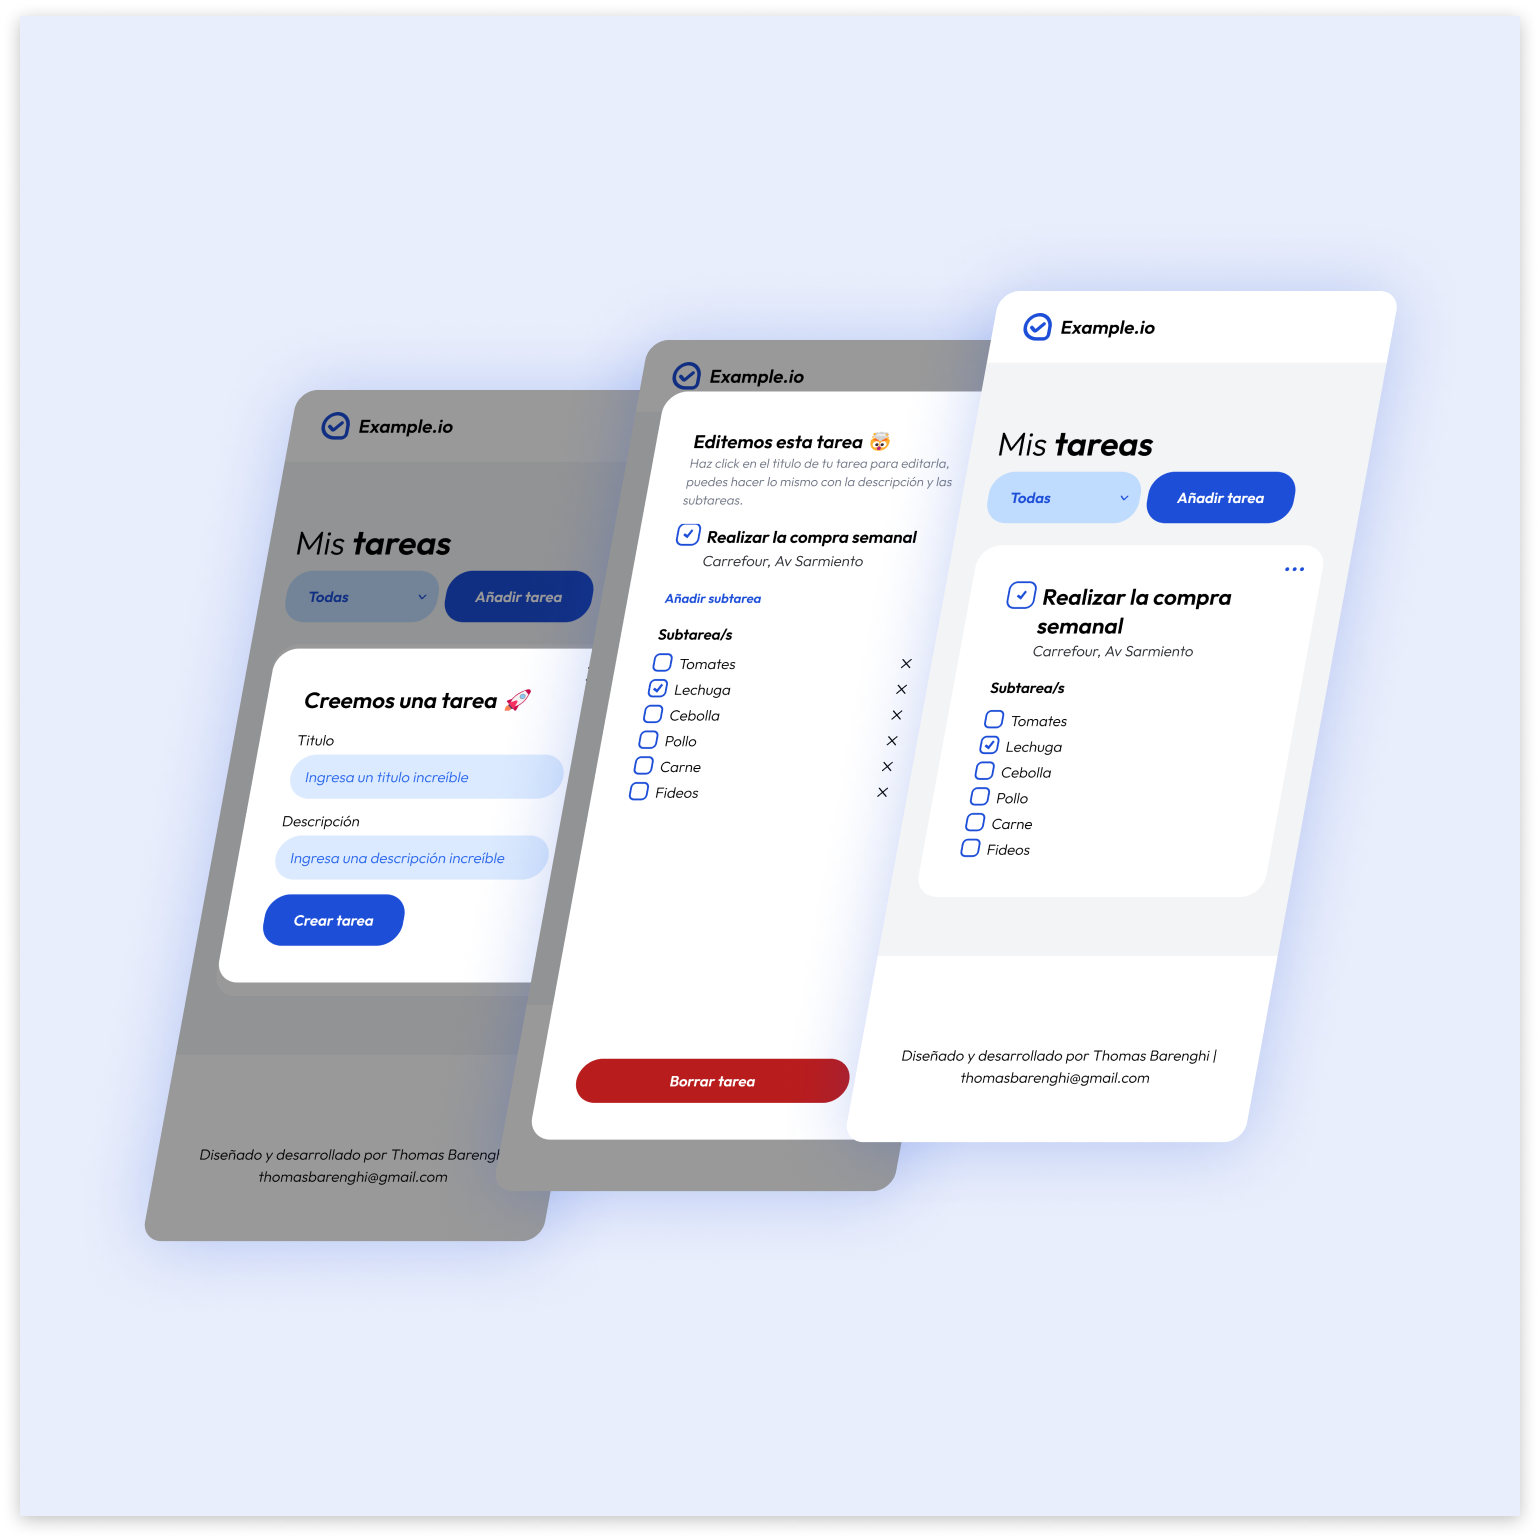 Example.io
Mis tareas
Todas
Añadir tarea
Creemos una tarea 🚀
Titulo
Ingresa un titulo increíble
Descripción
Ingresa una descripción increíble
Crear tarea
Diseñado y desarrollado por Thomas
thomasbarenghi@gmail.com
Example.io
Editemos esta tarea 🤯
Haz click en el titulo de tu tarea para editarla,
puedes hacer lo mismo con la descripción y las
subtareas.
Realizar la compra semanal
Carrefour, Av Sarmiento
Añadir subtarea
Subtarea/s
Tomates
Lechuga
Cebolla
Pollo
Carne
Fideos
Borrar tarea
Example.io
Mis tareas
Todas
Añadir tarea
Realizar la compra
semanal
Carrefour, Av Sarmiento
Subtarea/s
Tomates
Lechuga
Cebolla
Pollo
Carne
Fideos
Diseñado y desarrollado por Thomas Barenghi |
thomasbarenghi@gmail.com